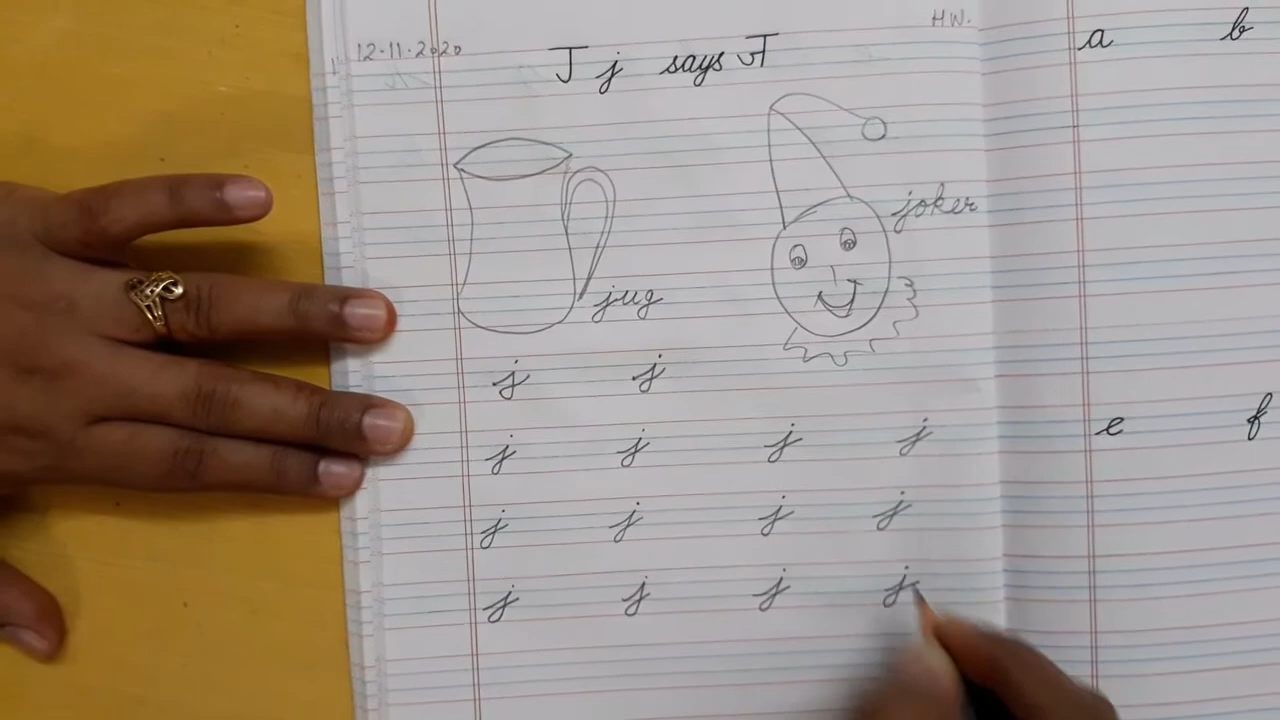 H.W.
12-11-2020
J j says ज
joker
jug
j j
j j j j
j j j j
j j j j
a b
e f